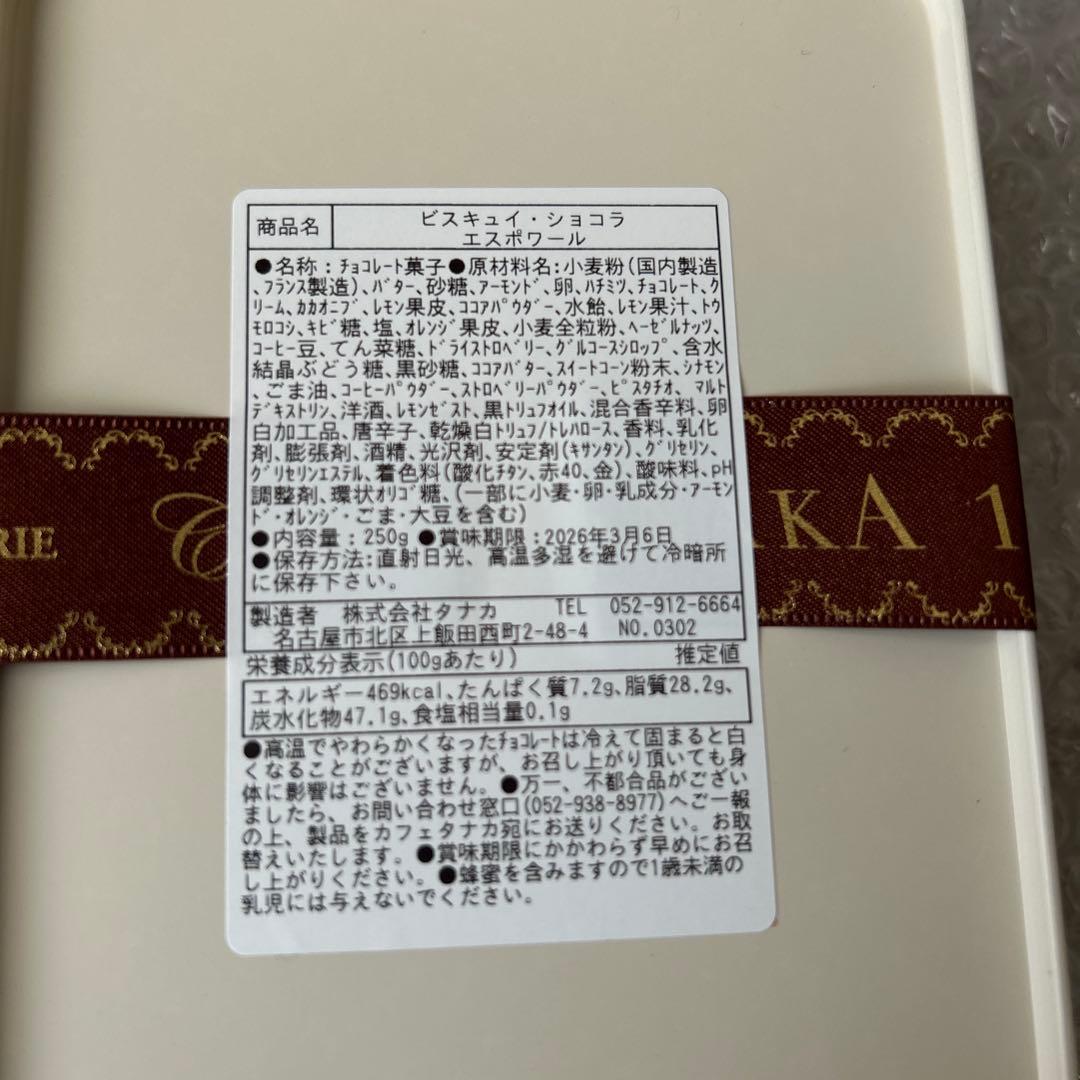 商品名 ビスキュイ・ショコラ
エスポワール
●名称：ﾁｮｺﾚｰﾄ菓子●原材料名:小麦粉(国内製造
、ﾌﾗﾝｽ製造)、ﾊﾞﾀｰ、砂糖、ｱｰﾓﾝﾄﾞ、卵、ﾊﾁﾐﾂ、ﾁｮｺﾚｰﾄ、ｸ
ﾘｰﾑ、ｶｶｵﾆﾌﾞ、ﾚﾓﾝ果皮、ｺｺｱﾊﾟｳﾀﾞｰ、水飴、ﾚﾓﾝ果汁、ﾄｳ
ﾓﾛｺｼ、ｷﾋﾞ糖、塩、ｵﾚﾝｼﾞ果皮、小麦全粒粉、ﾍｰｾﾞﾙﾅｯﾂ、
ｺｰﾋｰ豆、てん菜糖、ﾄﾞﾗｲｽﾄﾛﾍﾞﾘｰ、ｸﾞﾙｺｰｽｼﾛｯﾌﾟ、含水
結晶ぶどう糖、黒砂糖、ｺｺｱﾊﾞﾀｰ、ｽｲｰﾄｺｰﾝ粉末、ｼﾅﾓﾝ
、ごま油、ｺｰﾋｰﾊﾟｳﾀﾞｰ、ｽﾄﾛﾍﾞﾘｰﾊﾟｳﾀﾞｰ、ﾋﾟｽﾀﾁｵ、ﾏﾙﾄ
ﾃﾞｷｽﾄﾘﾝ、洋酒、ﾚﾓﾝｾﾞｽﾄ、黒ﾄﾘｭﾌｵｲﾙ、混合香辛料、卵
白加工品、唐辛子、乾燥白ﾄﾘｭﾌ/ﾄﾚﾊﾛｰｽ、香料、乳化
剤、膨張剤、酒精、光沢剤、安定剤(ｷｻﾝﾀﾝ)、ｸﾞﾘｾﾘﾝ、
ｸﾞﾘｾﾘﾝｴｽﾃﾙ、着色料(酸化ﾁﾀﾝ、赤40、金)、酸味料、pH
調整剤、環状ｵﾘｺﾞ糖、(一部に小麦・卵・乳成分・ｱｰﾓﾝ
ﾄﾞ・ｵﾚﾝｼﾞ・ごま・大豆を含む)
●内容量：250g ●賞味期限：2026年3月6日
●保存方法:直射日光、高温多湿を避けて冷暗所
に保存下さい。
製造者 株式会社タナカ TEL 052-912-6664
名古屋市北区上飯田西町2-48-4 NO.0302
栄養成分表示(100gあたり) 推定値
エネルギー469kcal、たんぱく質7.2g、脂質28.2g、
炭水化物47.1g、食塩相当量0.1g
●高温でやわらかくなったﾁｮｺﾚｰﾄは冷えて固まると白
くなることがございますが、お召し上がり頂いても身
体に影響はございません。●万一、不都合品がござい
ましたら、お問い合わせ窓口(052-938-8977)へご一報
の上、製品をカフェタナカ宛にお送りください。お取
替えいたします。●賞味期限にかかわらず早めにお召
し上がりください。●蜂蜜を含みますので1歳未満の
乳児には与えないでください。
RIE C KA 1